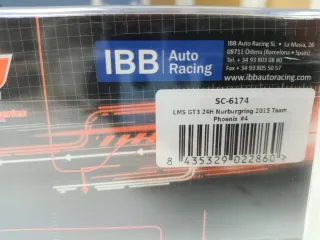 IBB Auto Racing
IBB Auto Racing SL • La Masia, 26
08711 Odena (Barcelona • Spain)
Tel. + 34 93 803 08 80
Fax + 34 93 805 50 57
www.ibbautoracing.com
SC-6174
LMS GT3 24H Nurburgring 2013 Team
Phoenix #4
8 435329 022860 >